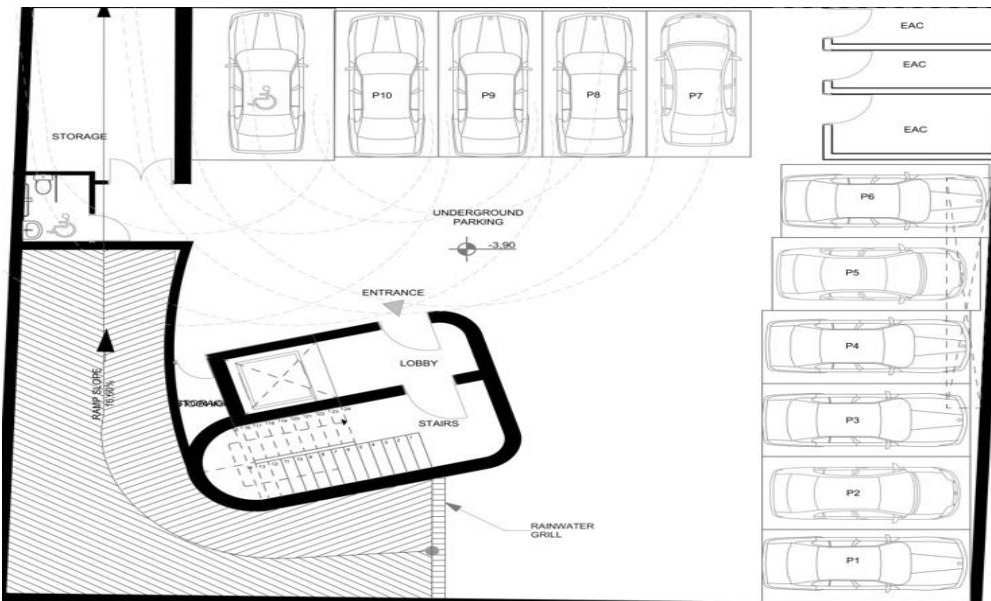 EAC
EAC
EAC
P10
P9
P8
P7
STORAGE
P6
UNDERGROUND
PARKING
-3,90
P5
ENTRANCE
P4
LOBBY
RAMP SLOPE
16,60%
P3
STAIRS
P2
RAINWATER
GRILL
P1